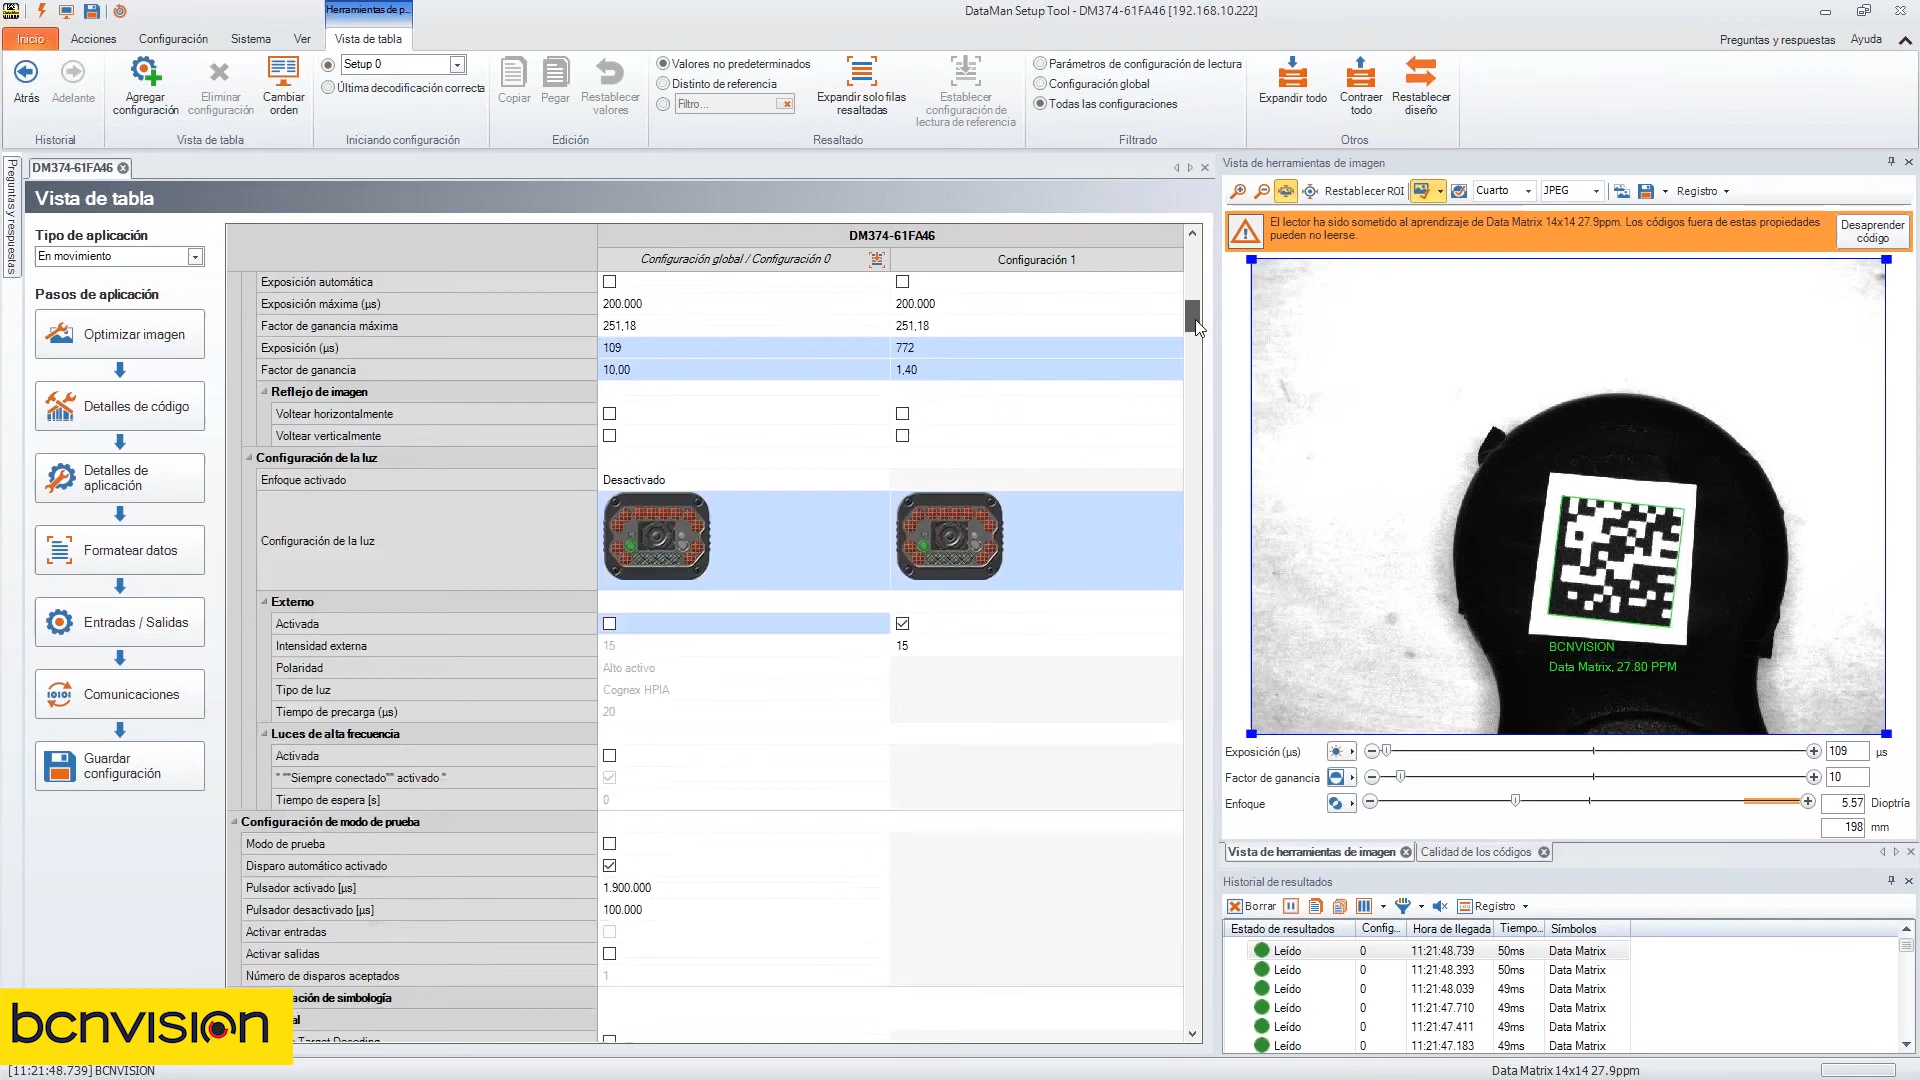 Herramientas de p...
DataMan Setup Tool - DM374-61FA46 [192.168.10.222]
Inicio
Acciones
Configuración
Sistema
Ver
Vista de tabla
Preguntas y respuestas
Ayuda
Atrás
Adelante
Historial
Agregar
configuración
Eliminar
configuración
Cambiar
orden
Vista de tabla
Setup 0
Última decodificación correcta
Iniciando configuración
Copiar
Pegar
Restablecer
valores
Edición
Valores no predeterminados
Distinto de referencia
Filtro...
Expandir solo filas
resaltadas
Establecer
configuración de
lectura de referencia
Resaltado
Parámetros de configuración de lectura
Configuración global
Todas las configuraciones
Filtrado
Expandir todo
Contraer
todo
Restablecer
diseño
Otros
Preguntas y respuestas
DM374-61FA46
Vista de tabla
Tipo de aplicación
En movimiento
Pasos de aplicación
Optimizar imagen
Detalles de código
Detalles de
aplicación
Formatear datos
Entradas / Salidas
Comunicaciones
Guardar
configuración
DM374-61FA46
Configuración global / Configuración 0
Configuración 1
Exposición automática
Exposición máxima (µs) 200.000 200.000
Factor de ganancia máxima 251,18 251,18
Exposición (µs) 109 772
Factor de ganancia 10,00 1,40
Reflejo de imagen
Voltear horizontalmente
Voltear verticalmente
Configuración de la luz
Enfoque activado Desactivado
Configuración de la luz
Externo
Activada
Intensidad externa 15 15
Polaridad Alto activo
Tipo de luz Cognex HPIA
Tiempo de precarga (µs) 20
Luces de alta frecuencia
Activada
" ""Siempre conectado"" activado "
Tiempo de espera [s] 0
Configuración de modo de prueba
Modo de prueba
Disparo automático activado
Pulsador activado [µs] 1.900.000
Pulsador desactivado [µs] 100.000
Activar entradas
Activar salidas
Número de disparos aceptados 1
ación de simbología
al
Target Decoding
bcnvision
[11:21:48.739] BCNVISION
Vista de herramientas de imagen
Restablecer ROI
Cuarto
JPEG
Registro
El lector ha sido sometido al aprendizaje de Data Matrix 14x14 27.9ppm. Los códigos fuera de estas propiedades
pueden no leerse.
Desaprender
código
BCNVISION
Data Matrix, 27.80 PPM
Exposición (µs) 109 µs
Factor de ganancia 10
Enfoque 5.57 Dioptría
198 mm
Vista de herramientas de imagen
Calidad de los códigos
Historial de resultados
Borrar
Registro
Estado de resultados Config... Hora de llegada Tiempo... Símbolos
Leído 0 11:21:48.739 50ms Data Matrix
Leído 0 11:21:48.393 50ms Data Matrix
Leído 0 11:21:48.039 49ms Data Matrix
Leído 0 11:21:47.710 49ms Data Matrix
Leído 0 11:21:47.411 49ms Data Matrix
Leído 0 11:21:47.183 49ms Data Matrix
Data Matrix 14x14 27.9ppm